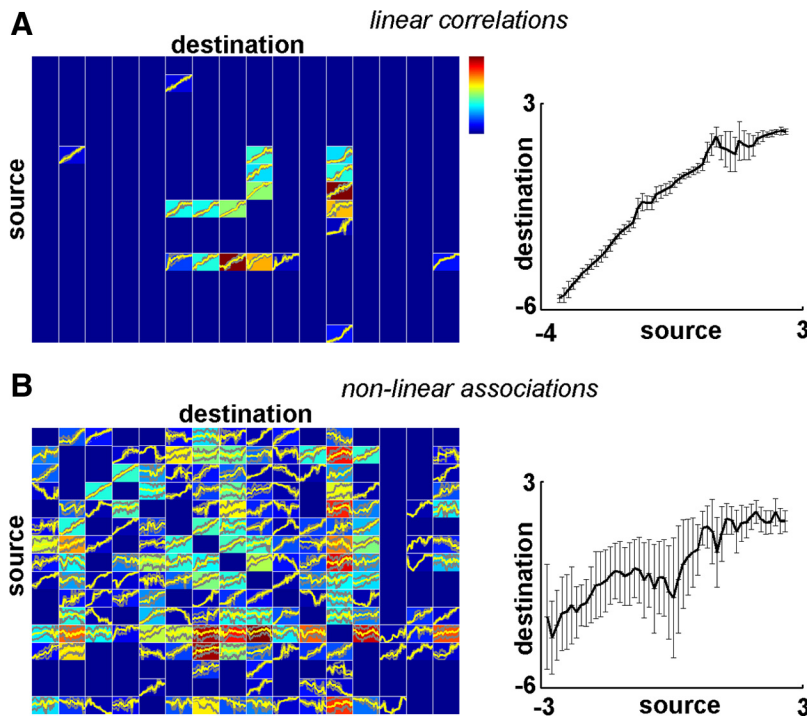 A
linear correlations
destination
source
3
destination
-6
-4
source
3
B
non-linear associations
destination
source
3
destination
-6
-3
source
3